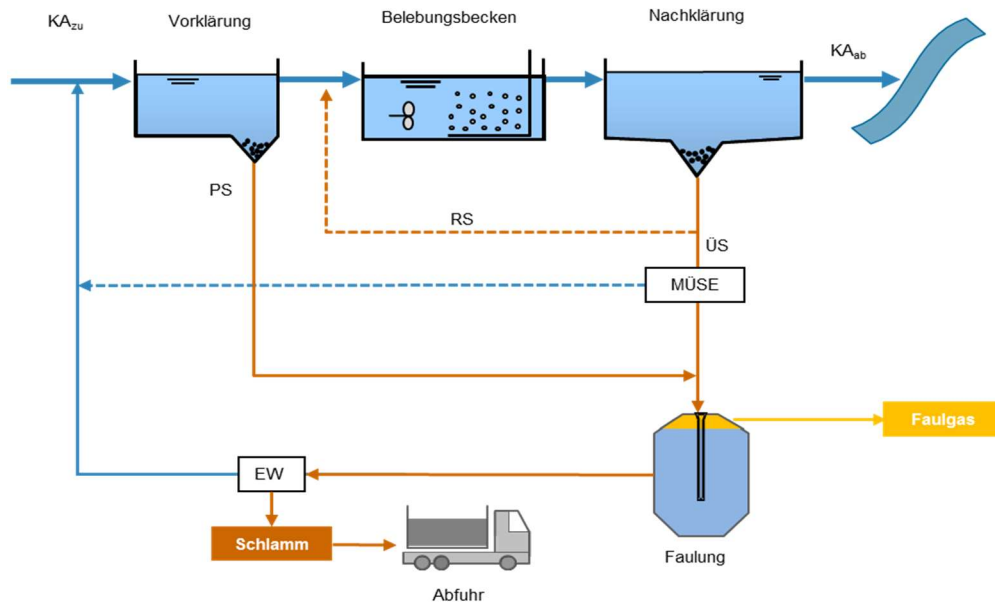 KAzu
Vorklärung
Belebungsbecken
Nachklärung
KAab
PS
RS
ÜS
MÜSE
Faulgas
EW
Schlamm
Faulung
Abfuhr